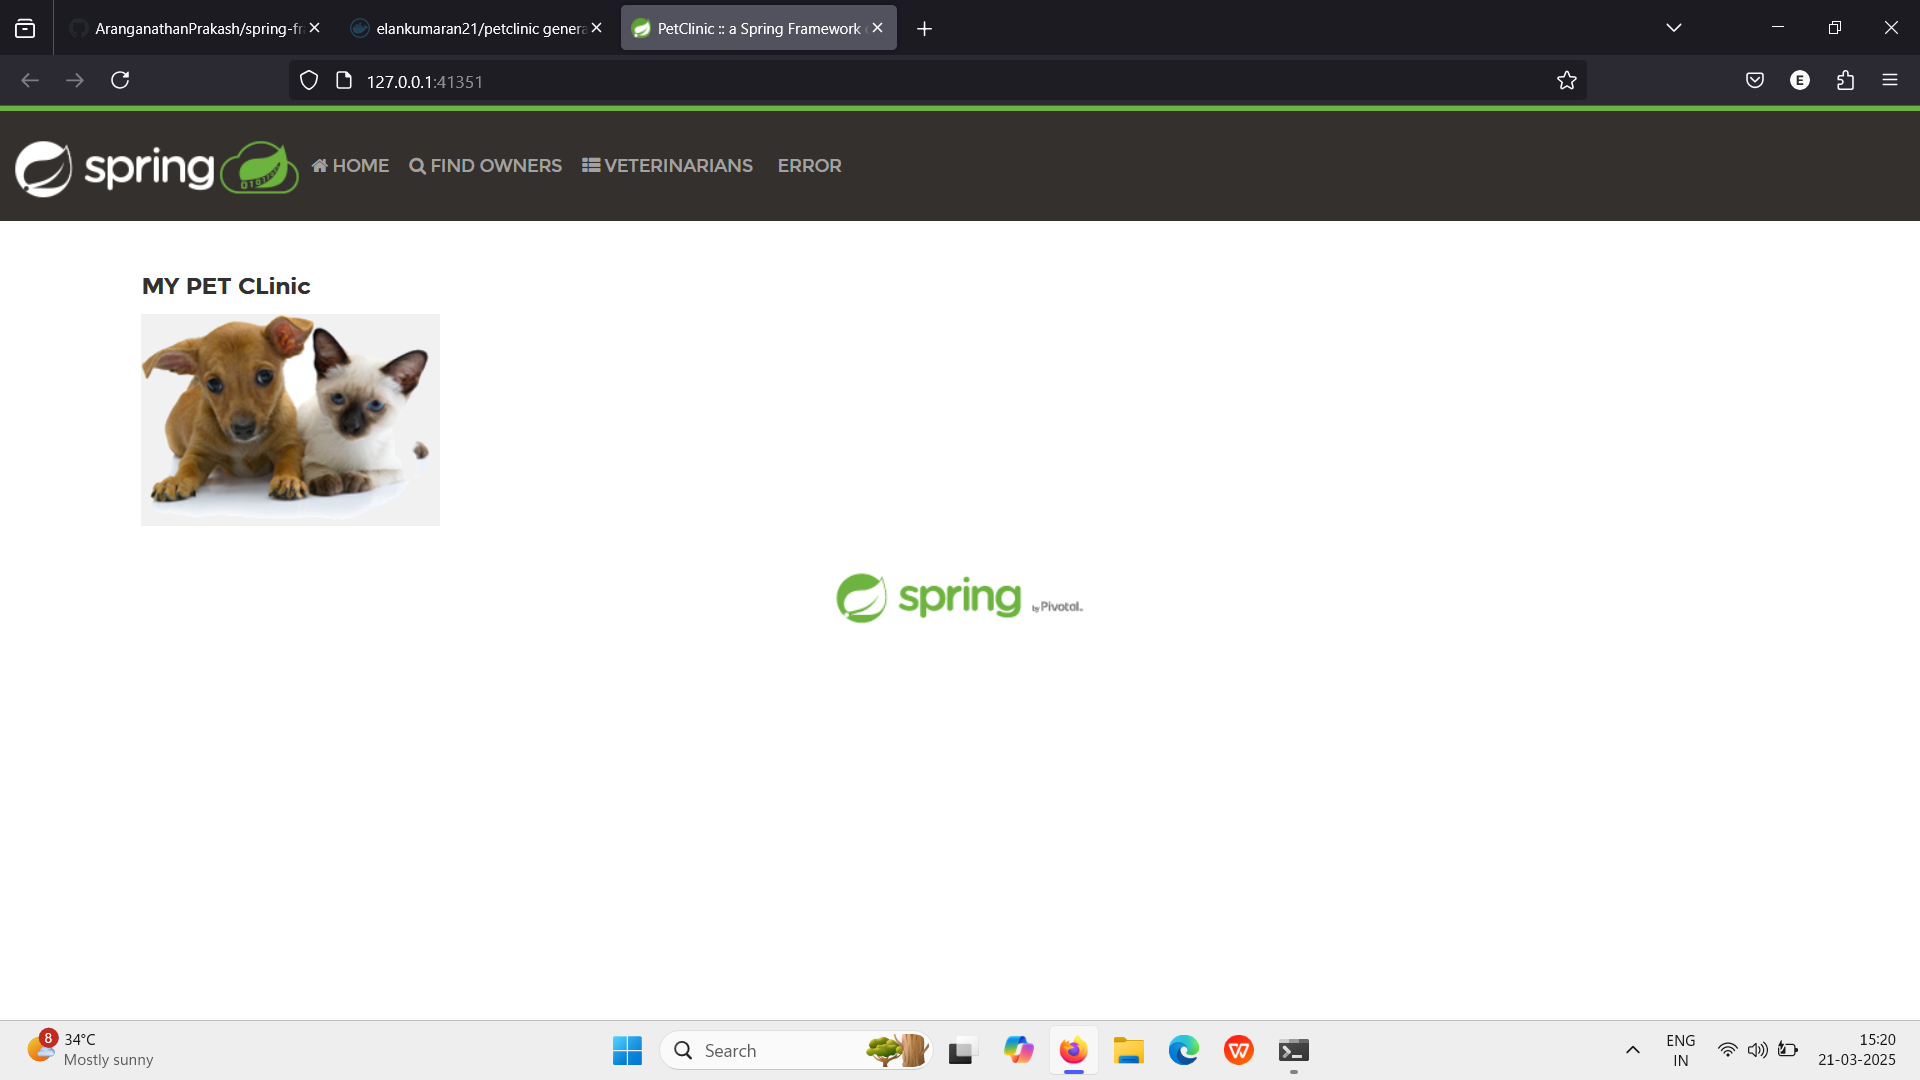 AranganathanPrakash/spring-fr
elankumaran21/petclinic genera
PetClinic :: a Spring Framework
127.0.0.1:41351
spring
HOME
FIND OWNERS
VETERINARIANS
ERROR
MY PET CLinic
spring by Pivotal
8
34°C
Mostly sunny
Search
ENG
IN
15:20
21-03-2025